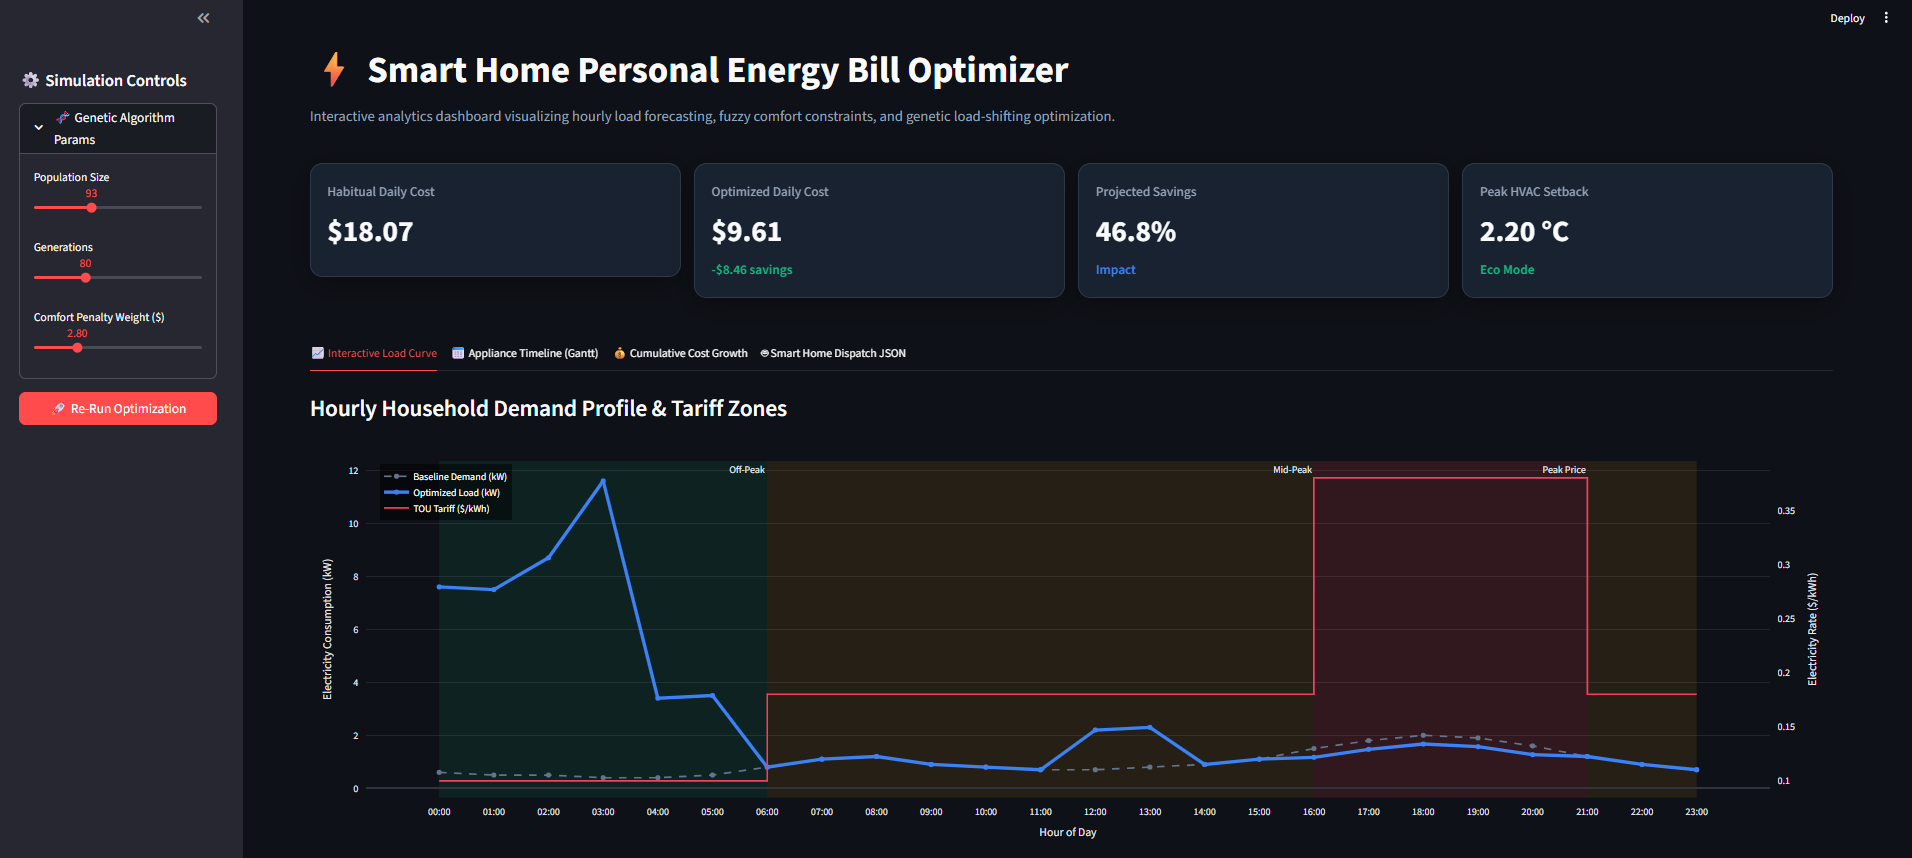 Deploy
Simulation Controls
Genetic Algorithm
Params
Population Size
93
Generations
80
Comfort Penalty Weight ($)
2.80
Re-Run Optimization
Smart Home Personal Energy Bill Optimizer
Interactive analytics dashboard visualizing hourly load forecasting, fuzzy comfort constraints, and genetic load-shifting optimization.
Habitual Daily Cost
$18.07
Optimized Daily Cost
$9.61
-$8.46 savings
Projected Savings
46.8%
Impact
Peak HVAC Setback
2.20 °C
Eco Mode
Interactive Load Curve
Appliance Timeline (Gantt)
Cumulative Cost Growth
Smart Home Dispatch JSON
Hourly Household Demand Profile & Tariff Zones
Baseline Demand (kW)
Optimized Load (kW)
TOU Tariff ($/kWh)
Off-Peak
Mid-Peak
Peak Price
12
10
8
6
4
2
0
Electricity Consumption (kW)
0.35
0.3
0.25
0.2
0.15
0.1
Electricity Rate ($/kWh)
00:00 01:00 02:00 03:00 04:00 05:00 06:00 07:00 08:00 09:00 10:00 11:00 12:00 13:00 14:00 15:00 16:00 17:00 18:00 19:00 20:00 21:00 22:00 23:00
Hour of Day